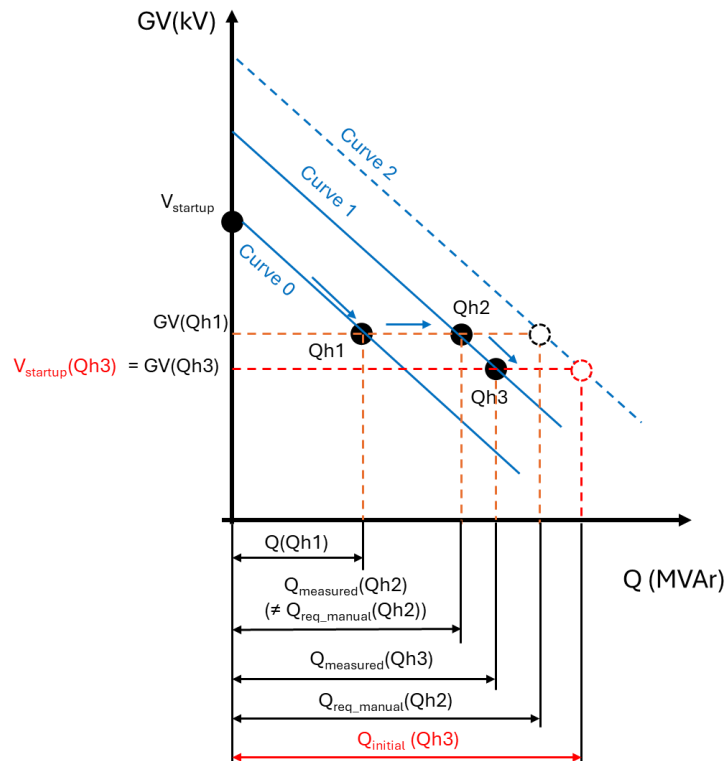 GV(kV)
Curve 2
Curve 1
V_startup
Curve 0
Qh2
GV(Qh1)
Qh1
V_startup(Qh3) = GV(Qh3)
Qh3
Q(Qh1)
Q (MVAr)
Q_measured(Qh2)
(≠ Q_req_manual(Qh2))
Q_measured(Qh3)
Q_req_manual(Qh2)
Q_initial (Qh3)